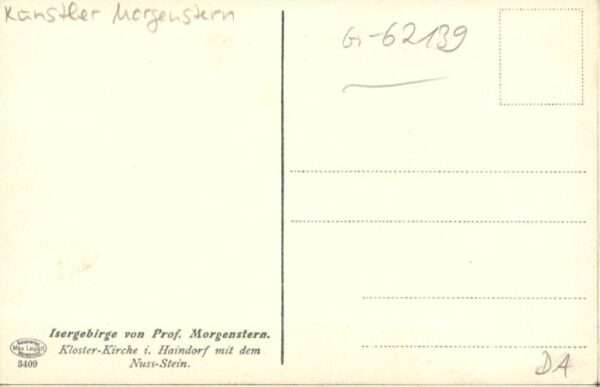 Künstler Morgenstern
G-62139
Isergebirge von Prof. Morgenstern.
Kloster-Kirche i. Haindorf mit dem
Nuss-Stein.
3409
DA